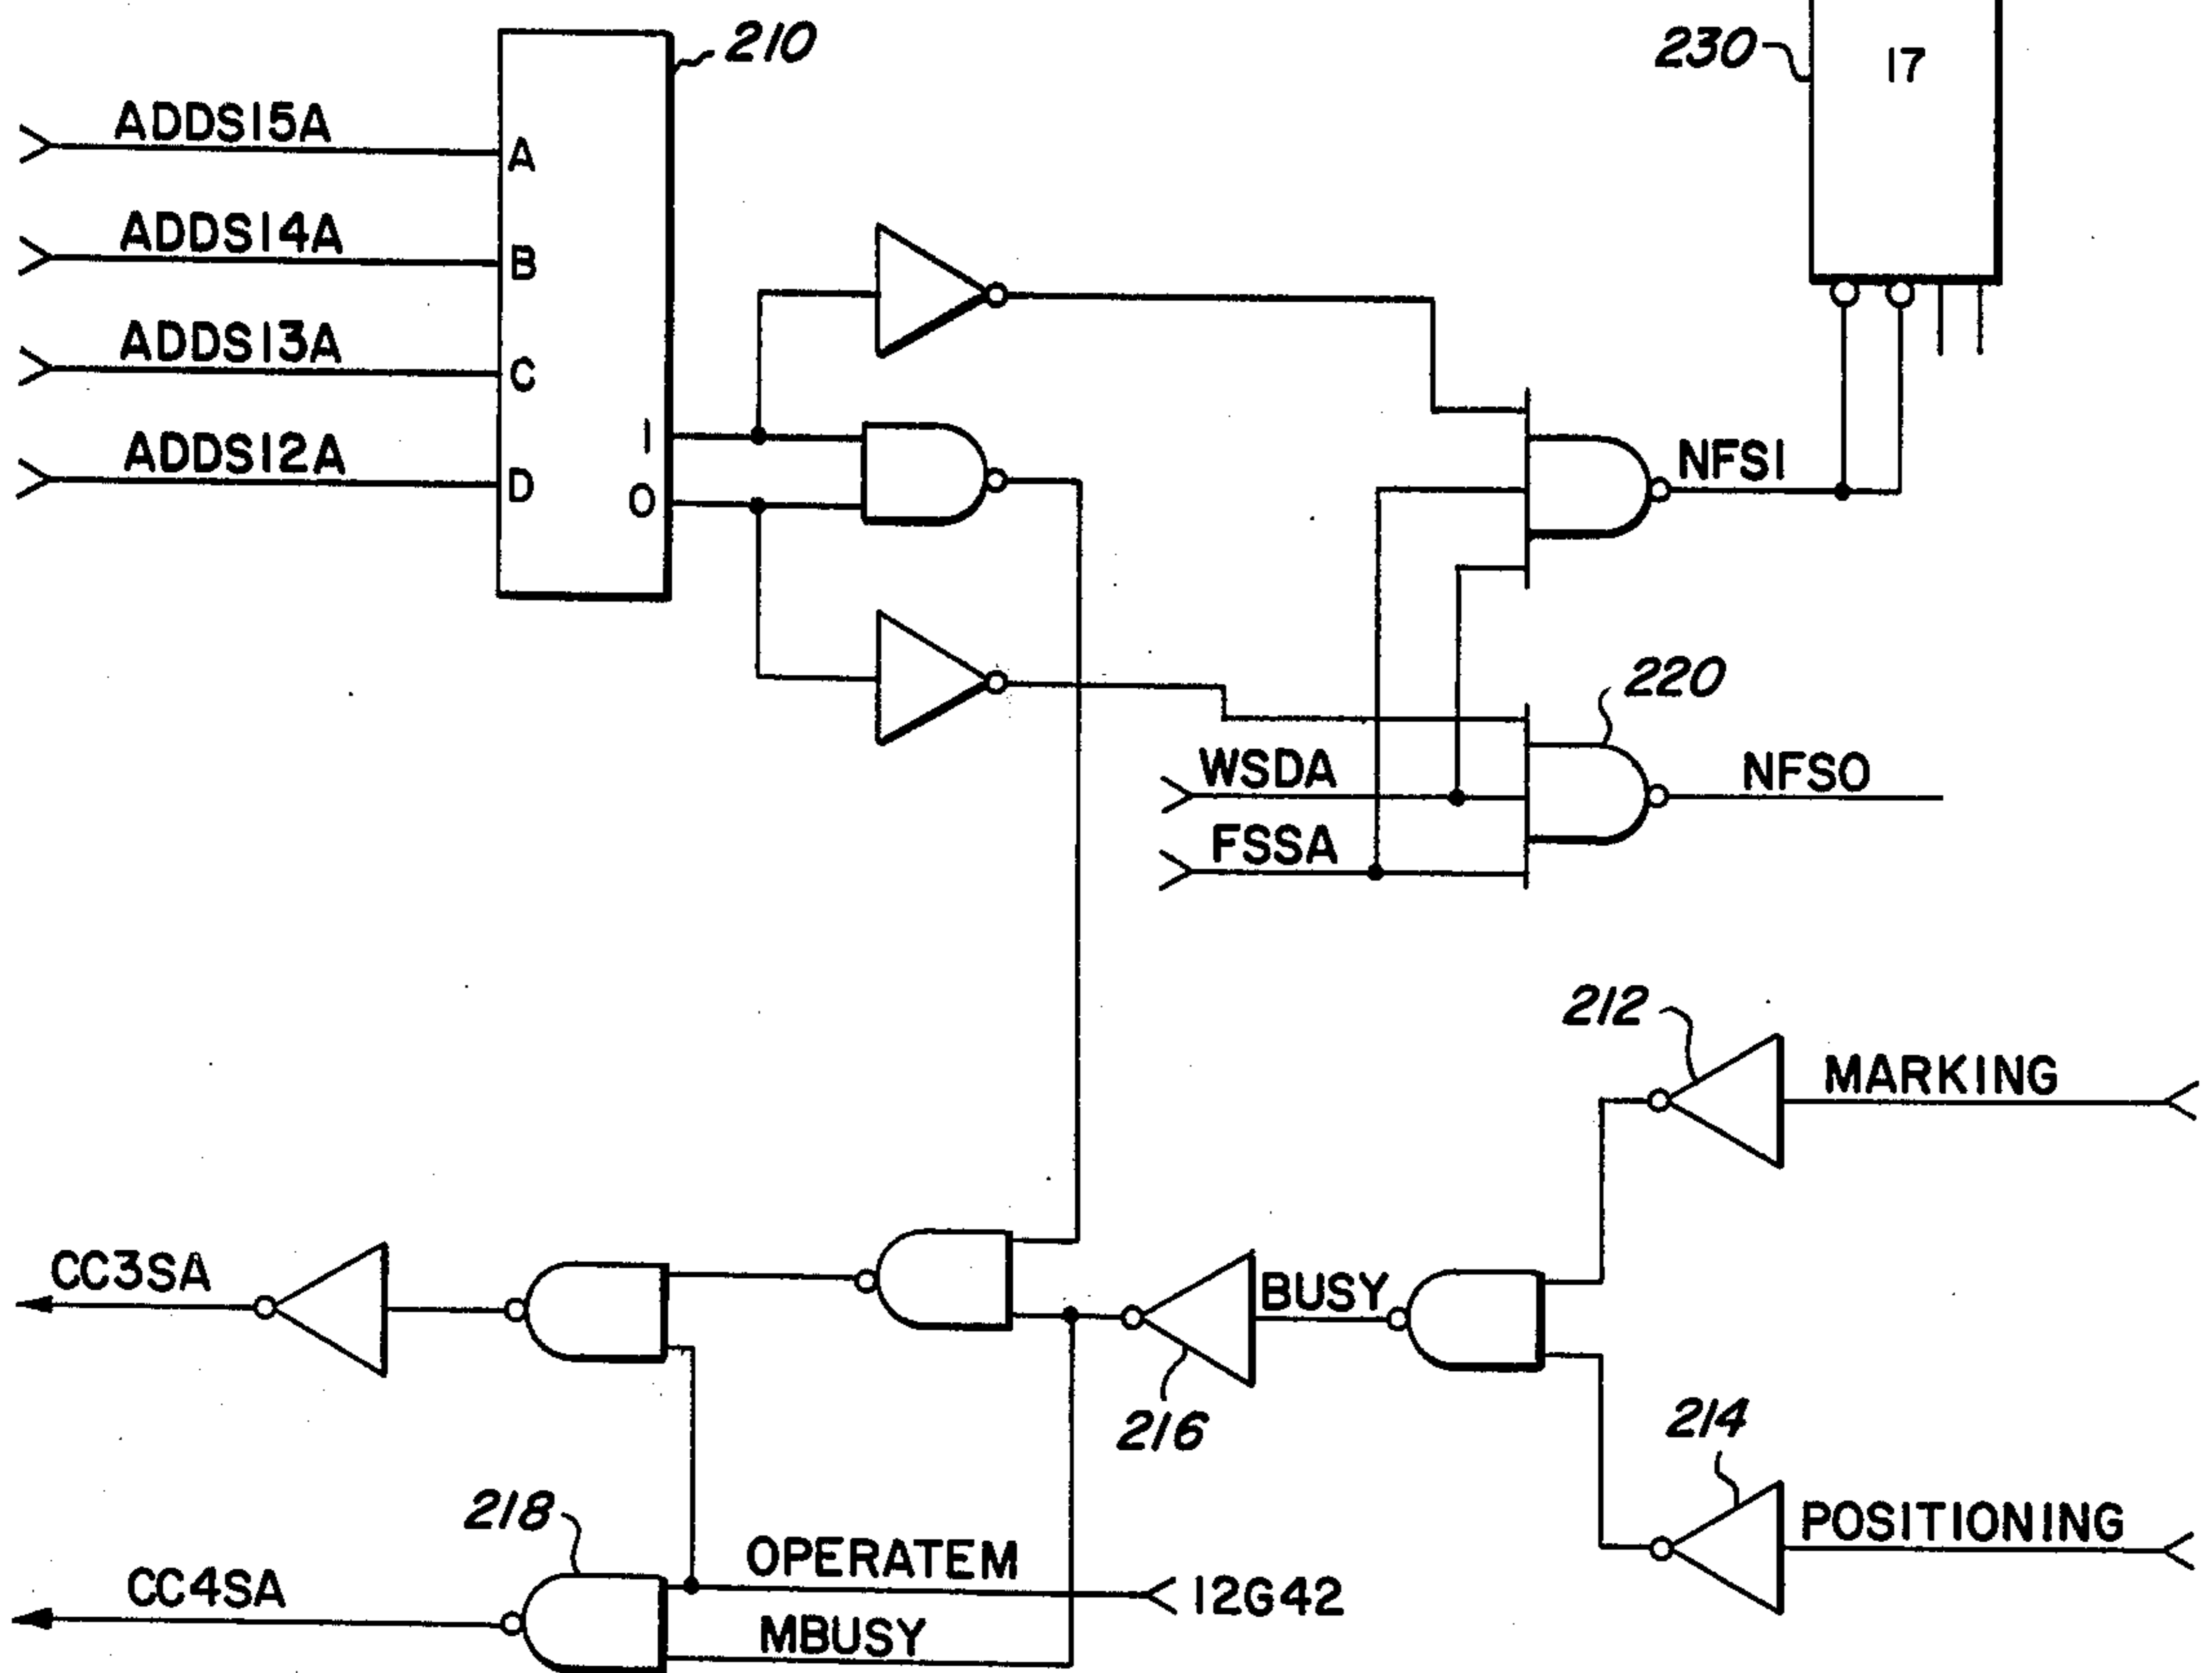 210
230
17
ADDS15A
A
ADDS14A
B
ADDS13A
C
ADDS12A
D
1
0
NFS1
220
WSDA
NFSO
FSSA
212
MARKING
CC3SA
BUSY
216
214
POSITIONING
218
OPERATEM
12G42
CC4SA
MBUSY